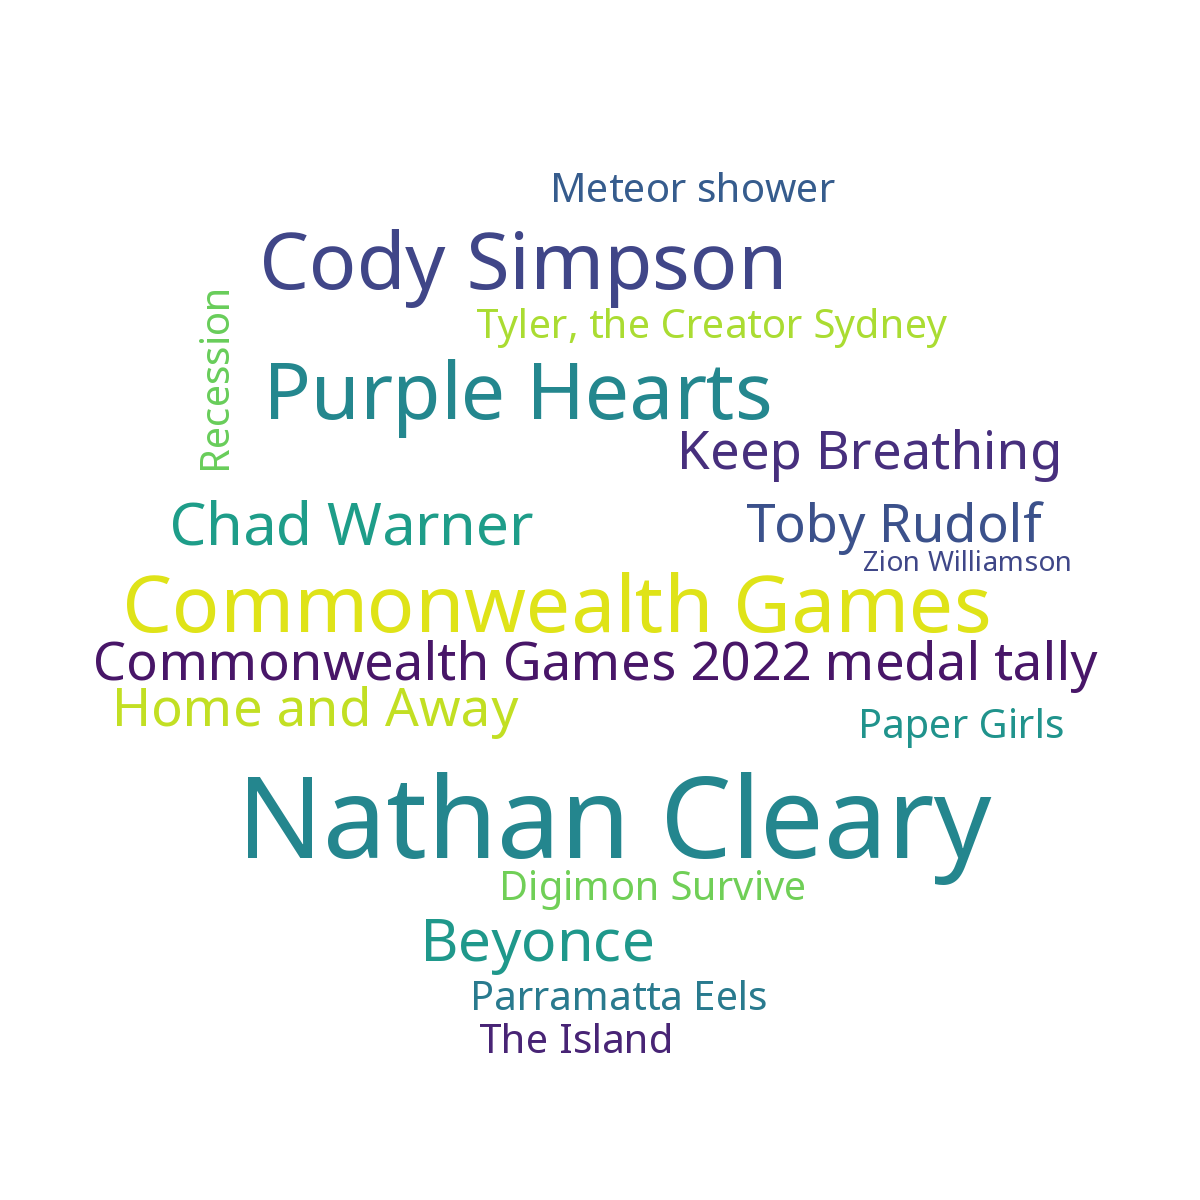 Meteor shower
Cody Simpson
Recession
Tyler, the Creator Sydney
Purple Hearts
Keep Breathing
Chad Warner
Toby Rudolf
Zion Williamson
Commonwealth Games
Commonwealth Games 2022 medal tally
Home and Away
Paper Girls
Nathan Cleary
Digimon Survive
Beyonce
Parramatta Eels
The Island